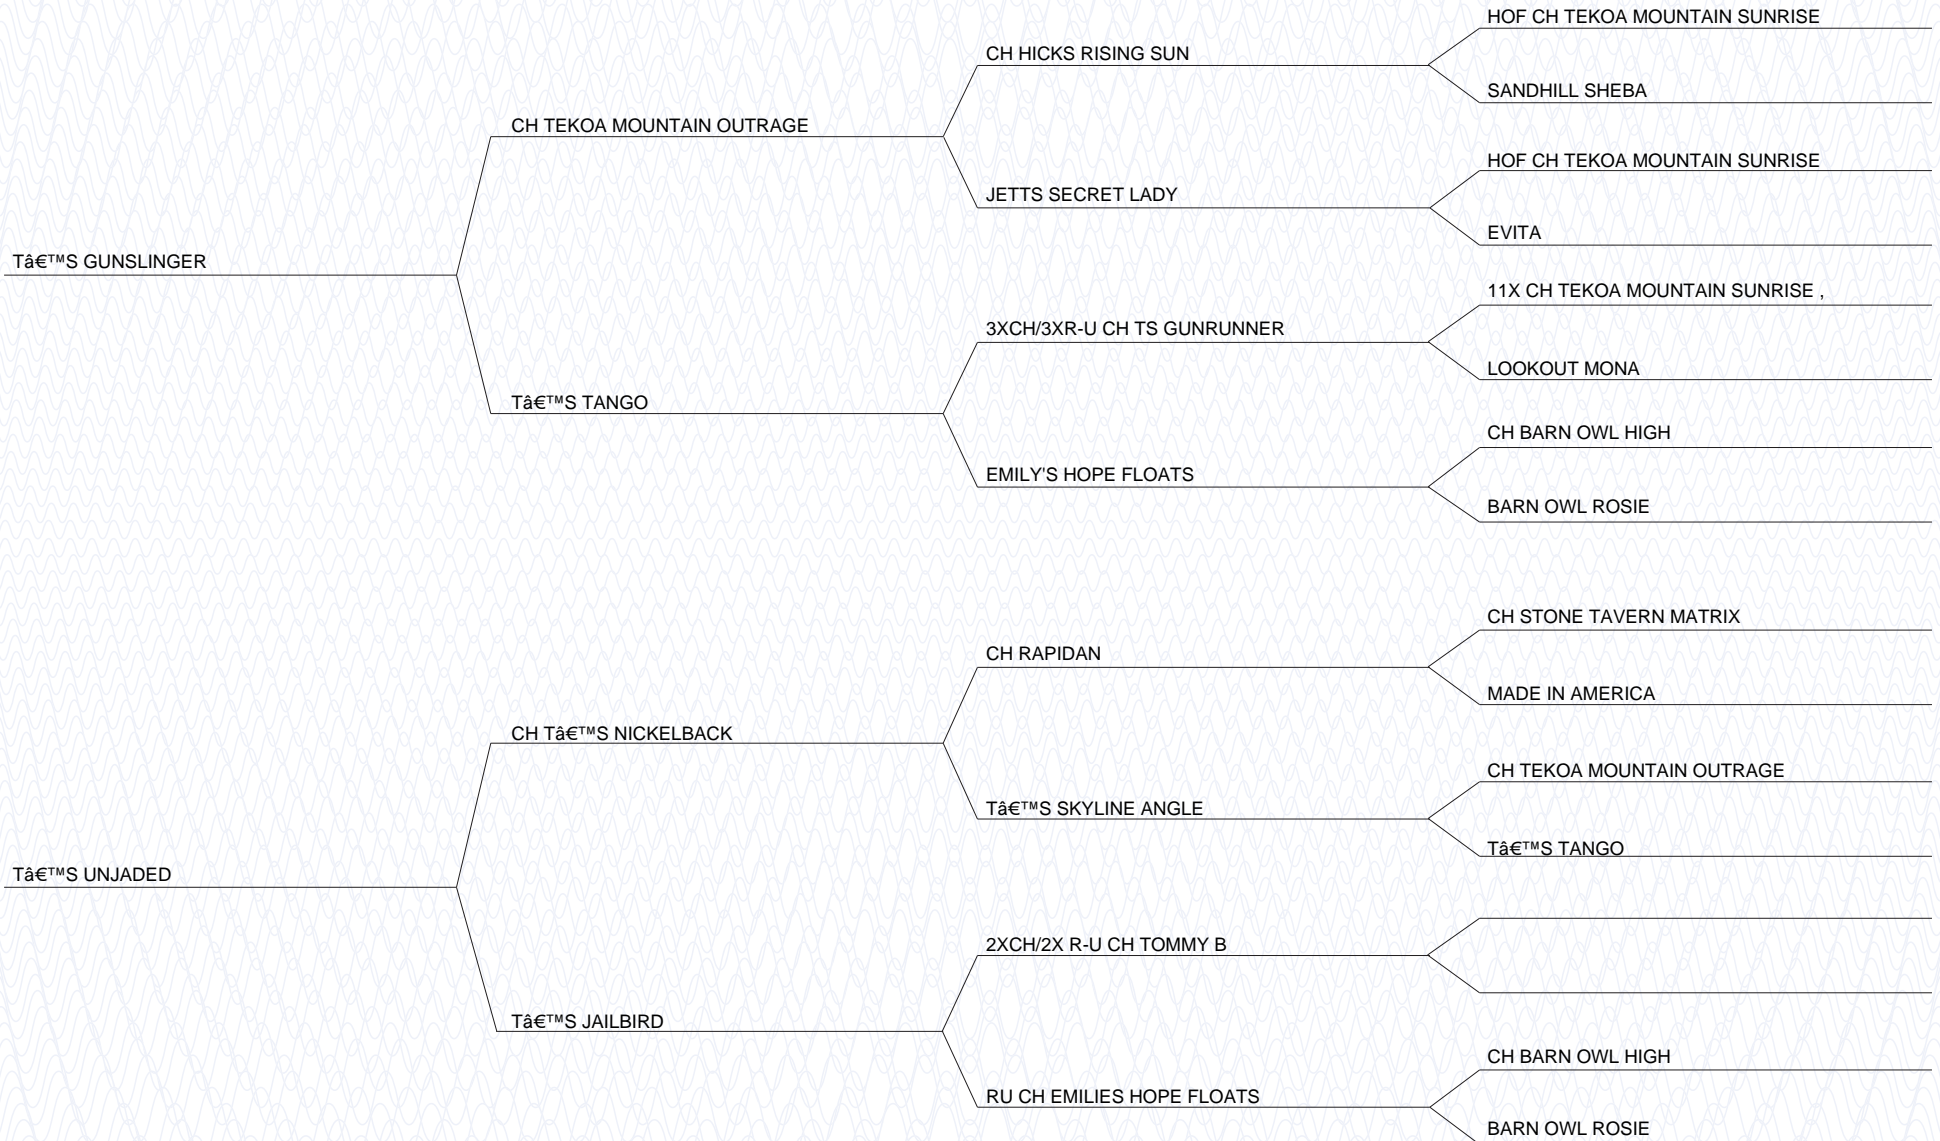 HOF CH TEKOA MOUNTAIN SUNRISE
CH HICKS RISING SUN
SANDHILL SHEBA
CH TEKOA MOUNTAIN OUTRAGE
HOF CH TEKOA MOUNTAIN SUNRISE
JETTS SECRET LADY
EVITA
Tâ€™S GUNSLINGER
11X CH TEKOA MOUNTAIN SUNRISE ,
3XCH/3XR-U CH TS GUNRUNNER
LOOKOUT MONA
Tâ€™S TANGO
CH BARN OWL HIGH
EMILY'S HOPE FLOATS
BARN OWL ROSIE
CH STONE TAVERN MATRIX
CH RAPIDAN
MADE IN AMERICA
CH Tâ€™S NICKELBACK
CH TEKOA MOUNTAIN OUTRAGE
Tâ€™S SKYLINE ANGLE
Tâ€™S TANGO
Tâ€™S UNJADED
2XCH/2X R-U CH TOMMY B
Tâ€™S JAILBIRD
CH BARN OWL HIGH
RU CH EMILIES HOPE FLOATS
BARN OWL ROSIE